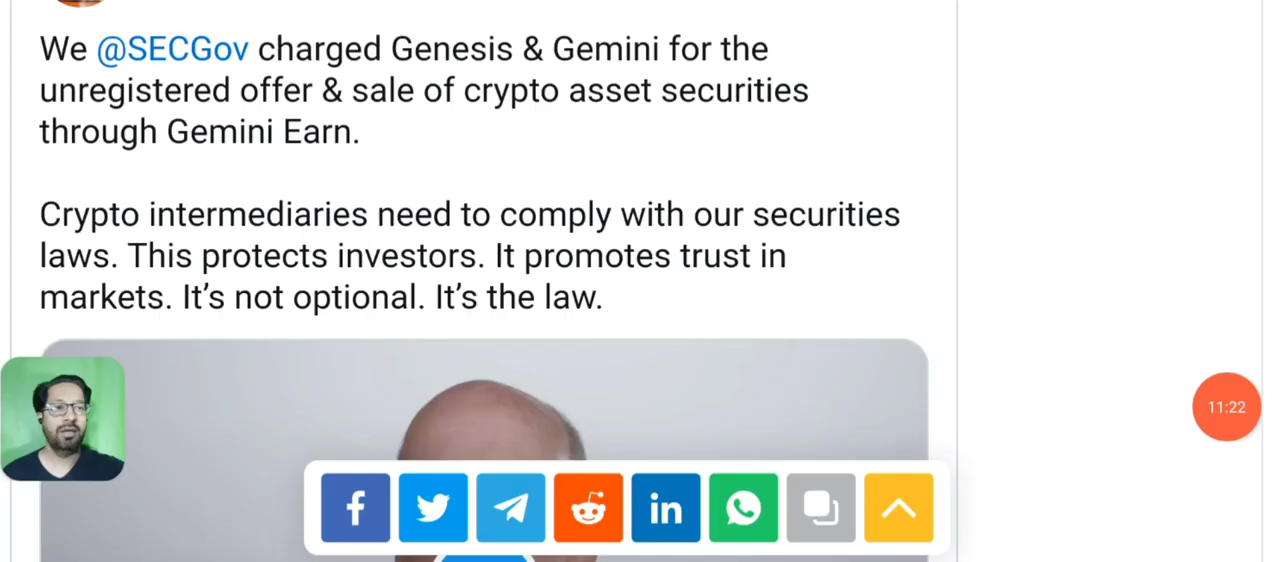 We @SECGov charged Genesis & Gemini for the
unregistered offer & sale of crypto asset securities
through Gemini Earn.
Crypto intermediaries need to comply with our securities
laws. This protects investors. It promotes trust in
markets. It’s not optional. It’s the law.
11:22